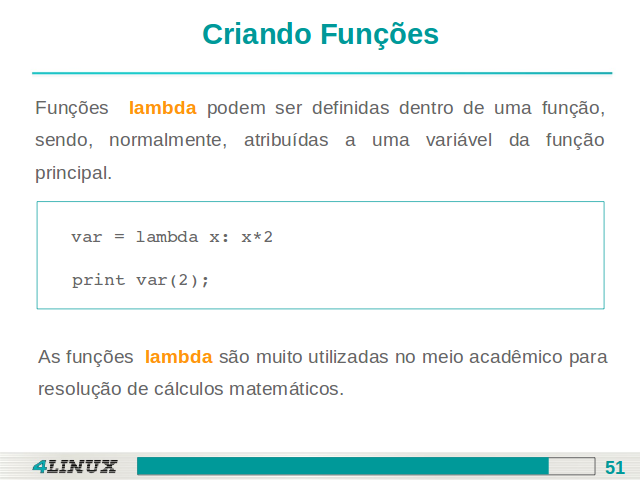 Criando Funções
Funções lambda podem ser definidas dentro de uma função,
sendo, normalmente, atribuídas a uma variável da função
principal.
var = lambda x: x*2
print var(2);
As funções lambda são muito utilizadas no meio acadêmico para
resolução de cálculos matemáticos.
4LINUX
51